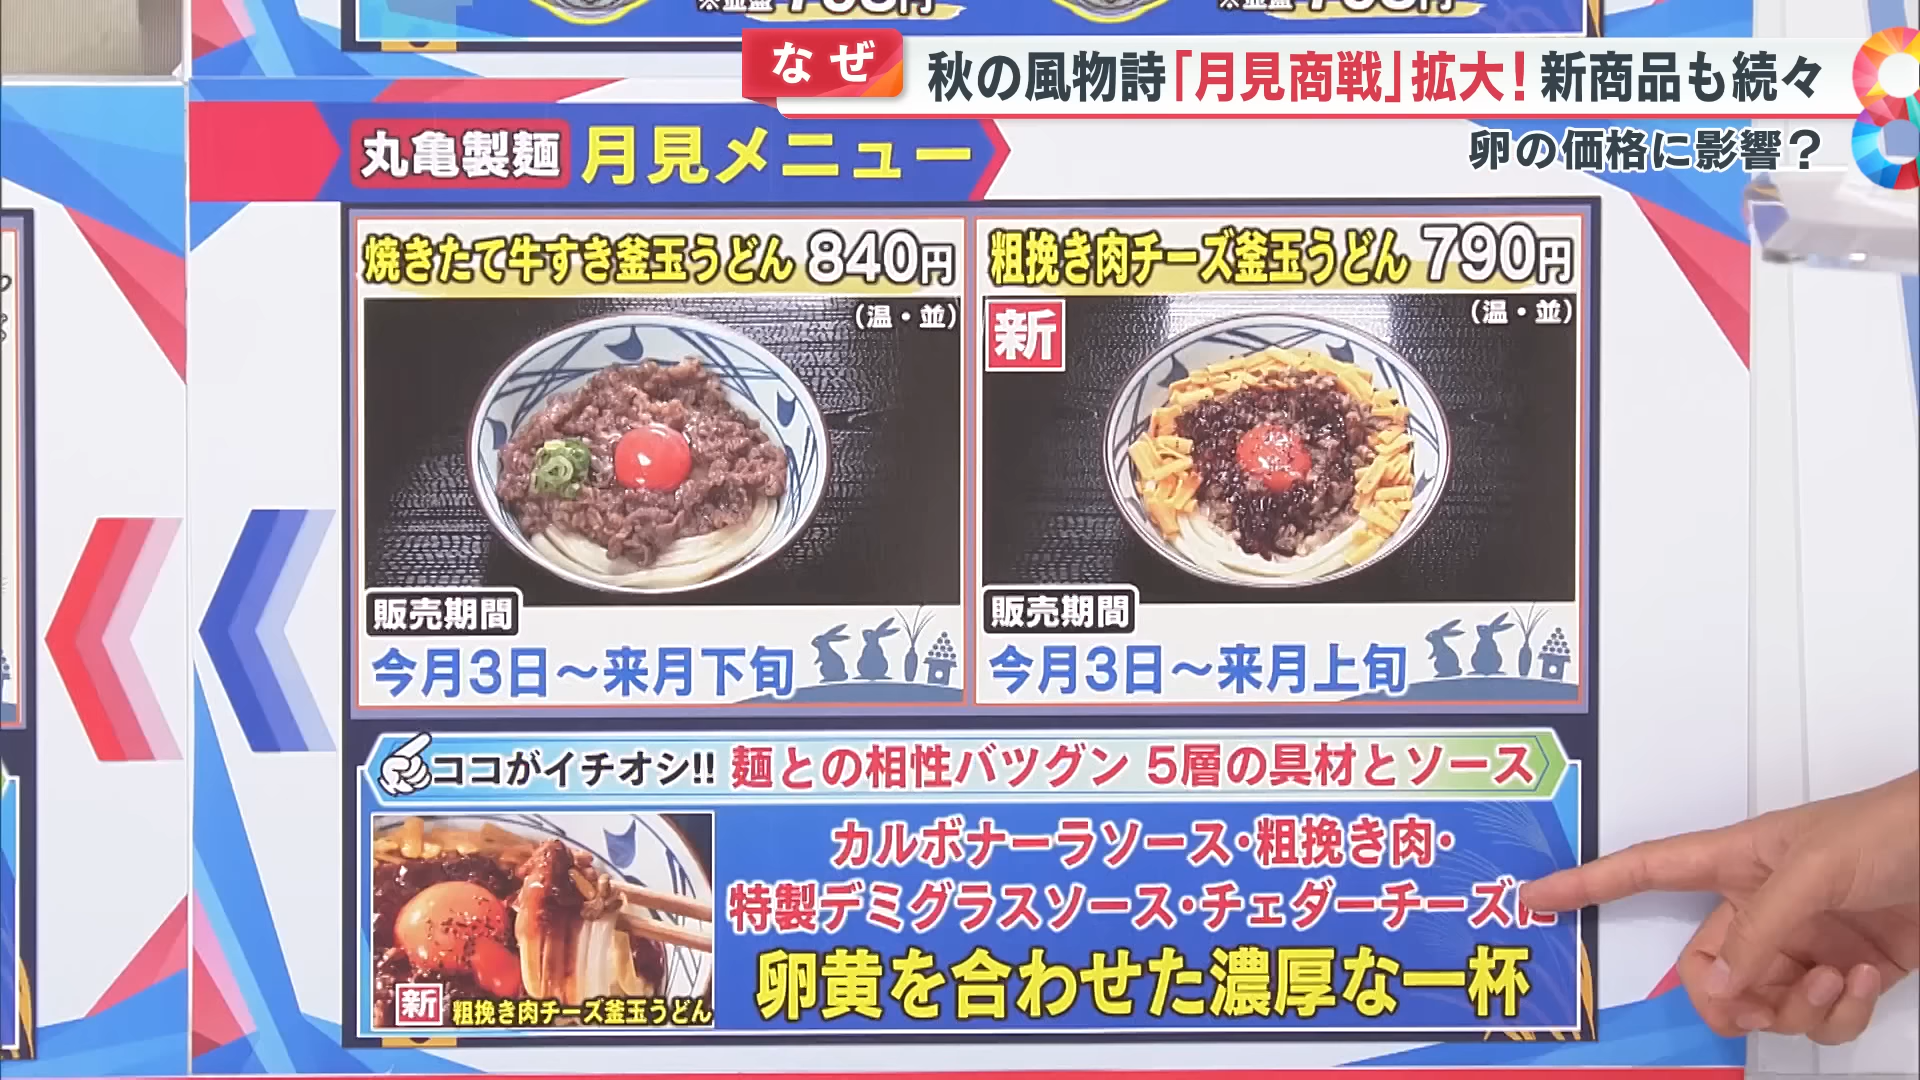 なぜ
秋の風物詩「月見商戦」拡大！新商品も続々
卵の価格に影響？
丸亀製麺 月見メニュー
焼きたて牛すき釜玉うどん 840円
(温・並)
販売期間
今月3日～来月下旬
粗挽き肉チーズ釜玉うどん 790円
(温・並)
新
販売期間
今月3日～来月上旬
ココがイチオシ!! 麺との相性バツグン 5層の具材とソース
カルボナーラソース・粗挽き肉・
特製デミグラスソース・チェダーチーズに
卵黄を合わせた濃厚な一杯
新 粗挽き肉チーズ釜玉うどん